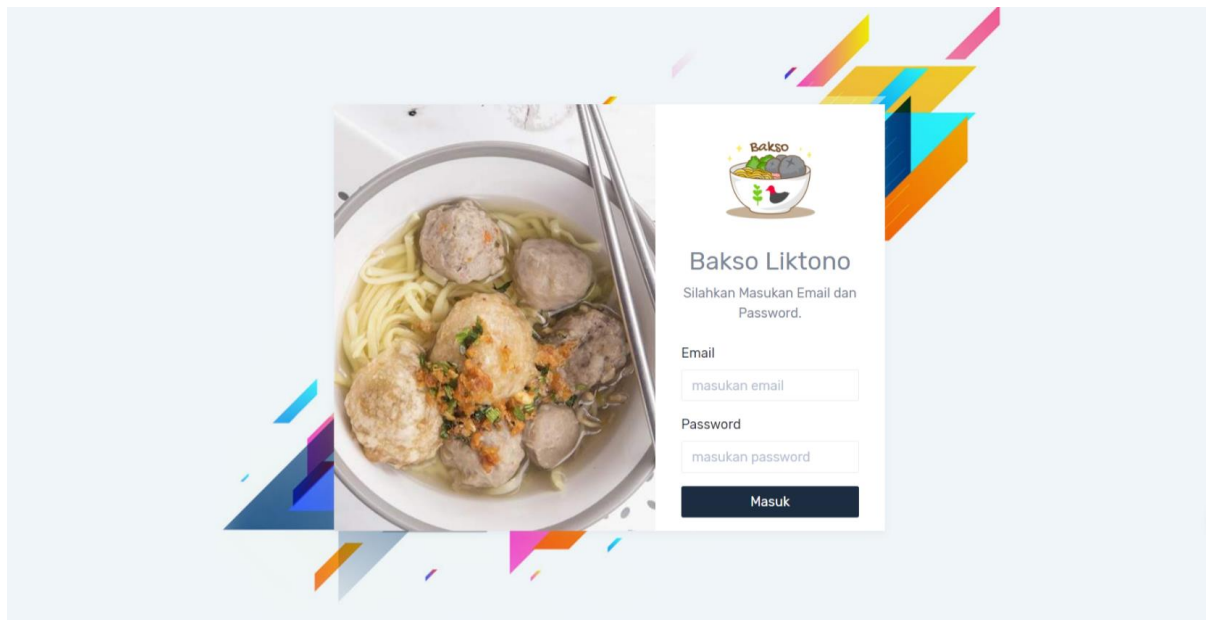 Bakso
Bakso Liktono
Silahkan Masukan Email dan
Password.
Email
masukan email
Password
masukan password
Masuk